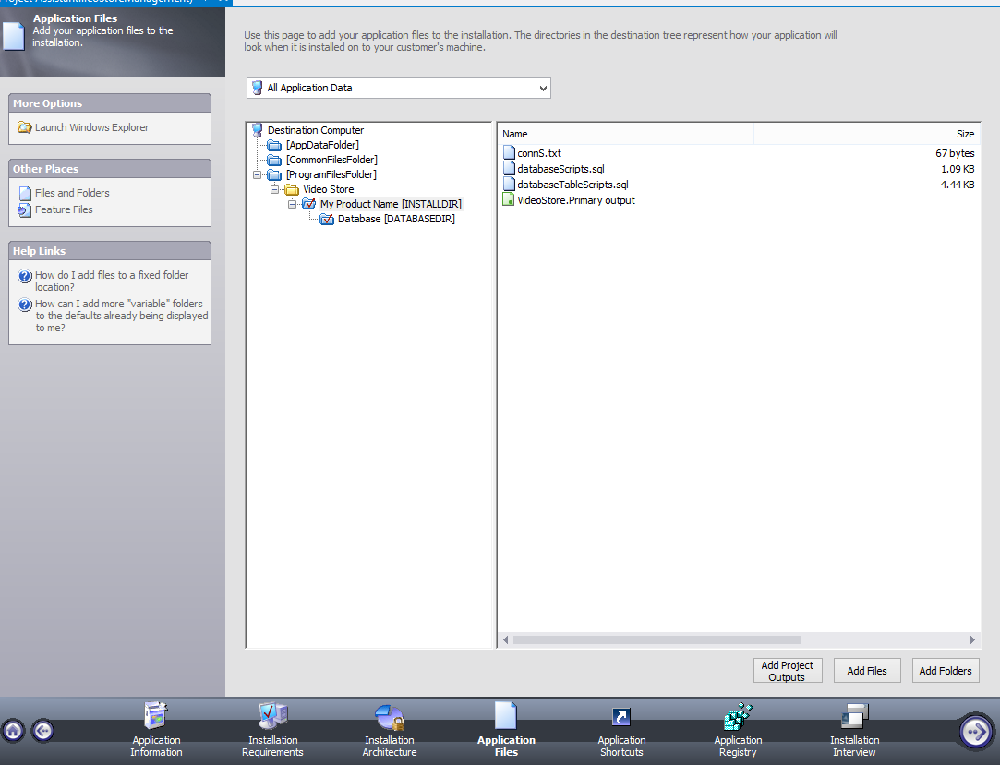 Project Assistant
Application Files
Add your application files to the
installation.
More Options
Launch Windows Explorer
Other Places
Files and Folders
Feature Files
Help Links
How do I add files to a fixed folder
location?
How can I add more "variable" folders
to the defaults already being displayed
to me?
Use this page to add your application files to the installation. The directories in the destination tree represent how your application will
look when it is installed on to your customer's machine.
All Application Data
Destination Computer
[AppDataFolder]
[CommonFilesFolder]
[ProgramFilesFolder]
Video Store
My Product Name [INSTALLDIR]
Database [DATABASEDIR]
Name Size
connS.txt 67 bytes
databaseScripts.sql 1.09 KB
databaseTableScripts.sql 4.44 KB
VideoStore.Primary output
Add Project
Outputs
Add Files
Add Folders
Application
Information
Installation
Requirements
Installation
Architecture
Application
Files
Application
Shortcuts
Application
Registry
Installation
Interview